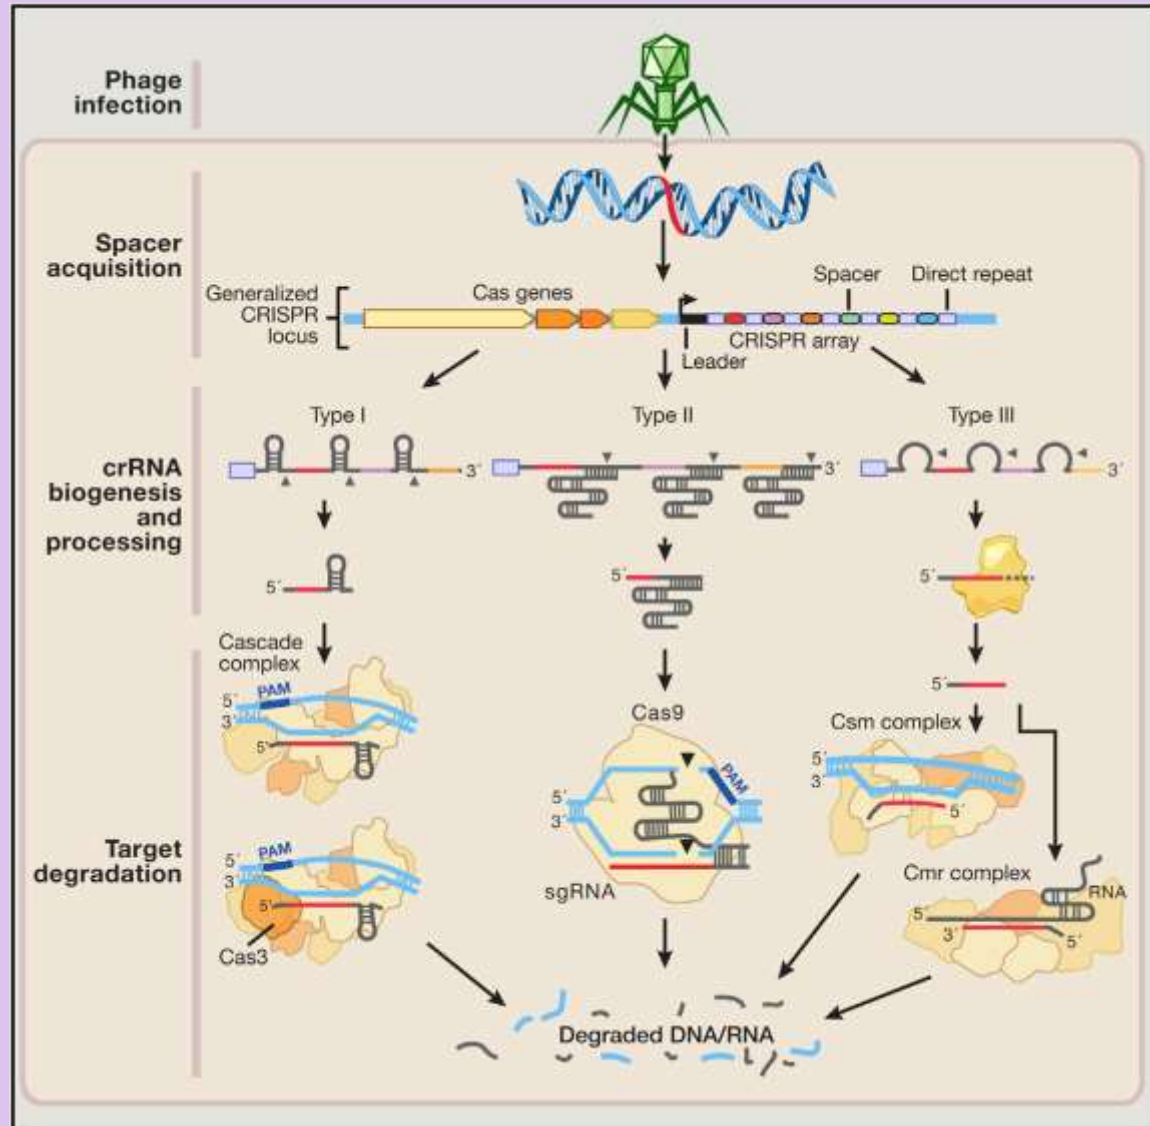 Phage
infection
Spacer
acquisition
Generalized
CRISPR
locus
Cas genes
Spacer
Direct repeat
Leader
CRISPR array
crRNA
biogenesis
and
processing
Type I
Type II
Type III
3´
3´
3´
5´
5´
5´
5´
Target
degradation
Cascade
complex
PAM
5´
3´
5´
PAM
5´
3´
5´
Cas3
Cas9
PAM
5´
3´
sgRNA
Csm complex
5´
3´
5´
Cmr complex
RNA
5´
3´
5´
Degraded DNA/RNA